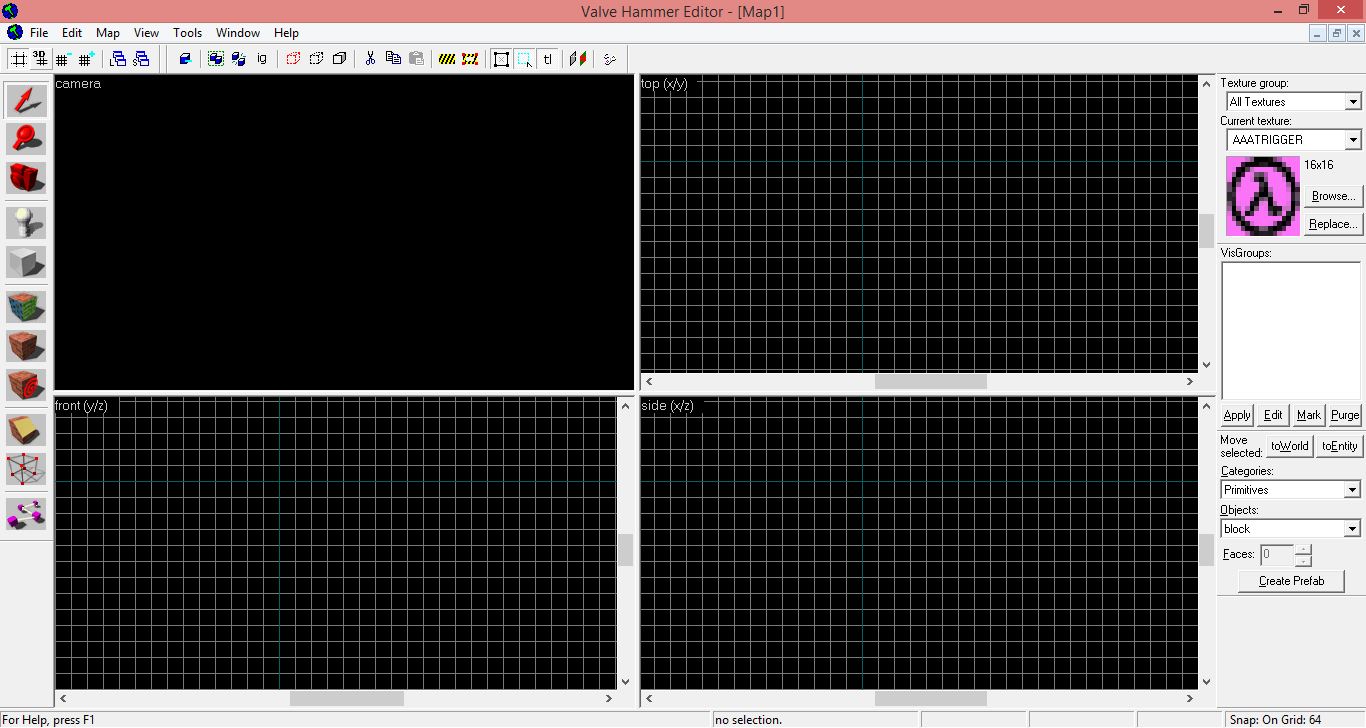 Valve Hammer Editor - [Map1]
File Edit Map View Tools Window Help
3D
ig
tl
camera
top (x/y)
front (y/z)
side (x/z)
Texture group:
All Textures
Current texture:
AAATRIGGER
16x16
Browse...
Replace...
VisGroups:
Apply Edit Mark Purge
Move
selected:
toWorld toEntity
Categories:
Primitives
Objects:
block
Faces: 0
Create Prefab
For Help, press F1
no selection.
Snap: On Grid: 64